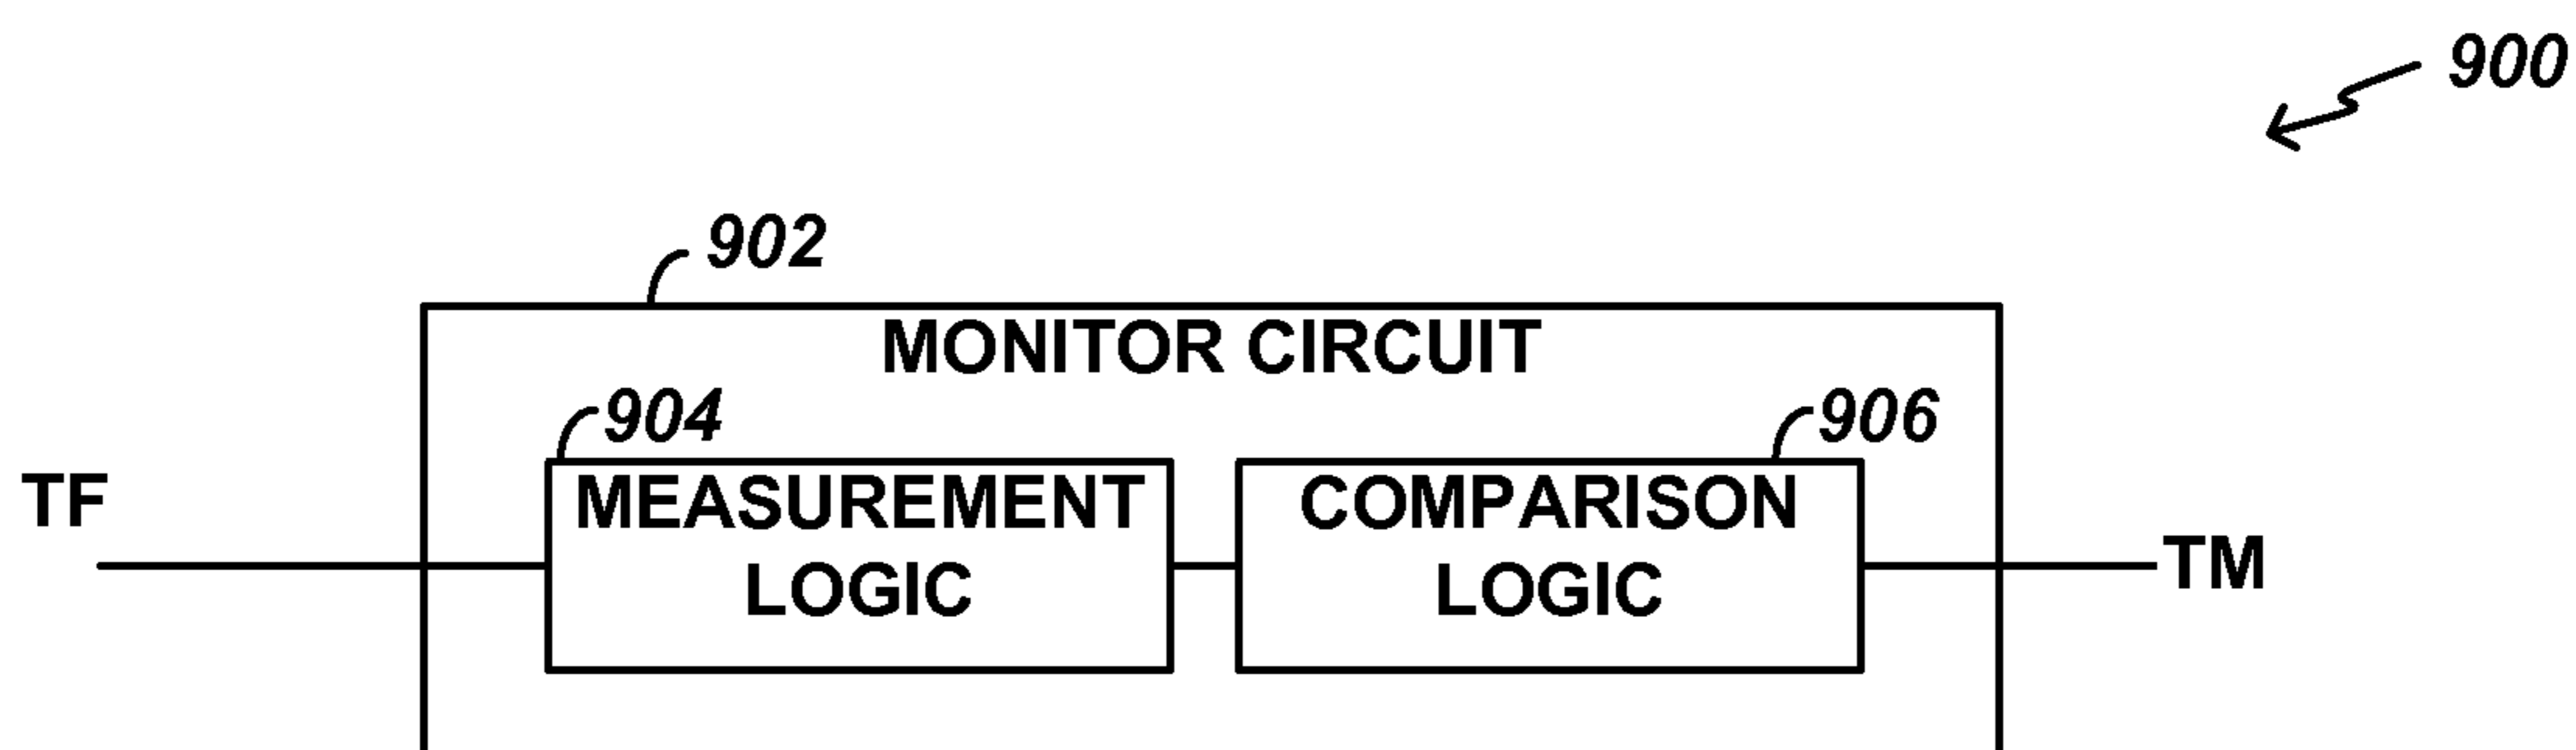 900
902
MONITOR CIRCUIT
904
906
TF
MEASUREMENT
LOGIC
COMPARISON
LOGIC
TM